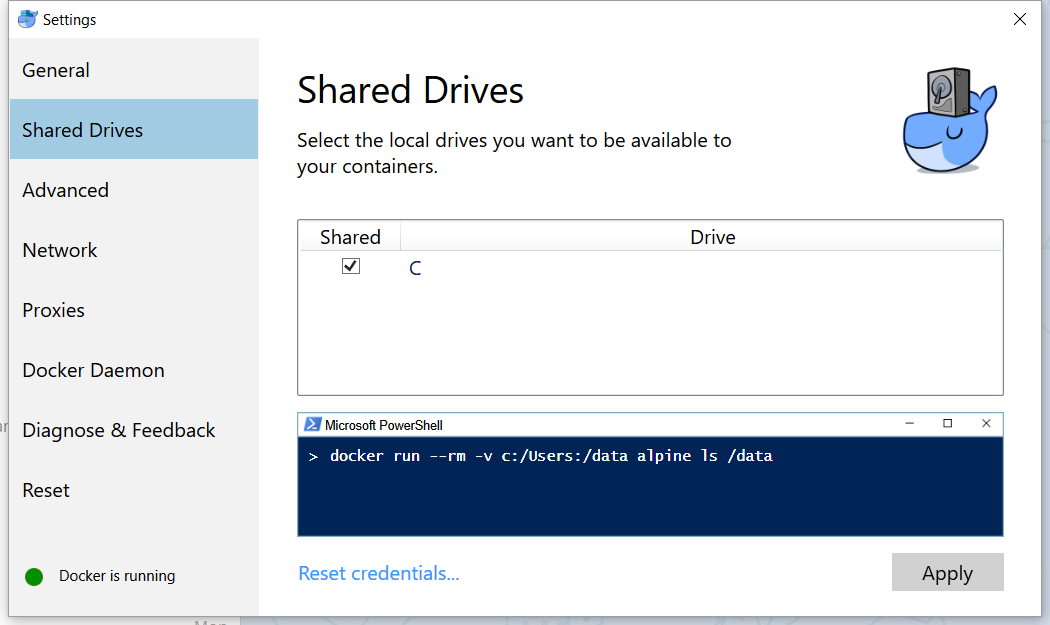 Settings
General
Shared Drives
Advanced
Network
Proxies
Docker Daemon
Diagnose & Feedback
Reset
Docker is running
Shared Drives
Select the local drives you want to be available to
your containers.
Shared Drive
C
Microsoft PowerShell
> docker run --rm -v c:/Users:/data alpine ls /data
Reset credentials...
Apply